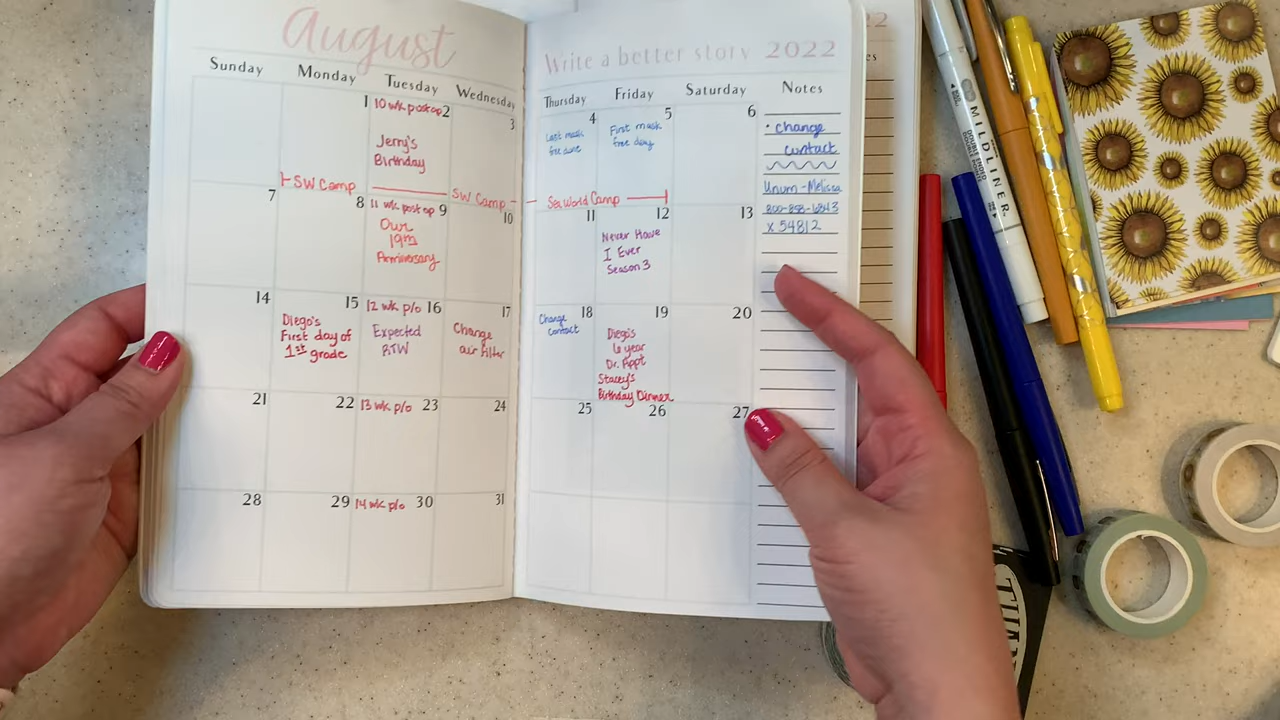 August
Write a better story 2022
Sunday Monday Tuesday Wednesday Thursday Friday Saturday Notes
1 2 3 4 5 6
10 wk postop
Jerry's
Birthday
Last mask
free
First mask
free day
• change
contact
Unum - Melissa
800-858-6843
x 54812
SW Camp
SW Camp
Sea World Camp
7 8 9 10 11 12 13
11 wk postop
Our
19th
Anniversary
Never Have
I Ever
Season 3
14 15 16 17 18 19 20
Diego's
First day of
1st grade
12 wk p/o
Expected
RTW
Change
air filter
Change
contact
Diego's
6 year
Dr. Appt
Stacey's
Birthday Dinner
21 22 23 24 25 26 27
13 wk p/o
28 29 30 31
14 wk p/o
22
MILDLINER